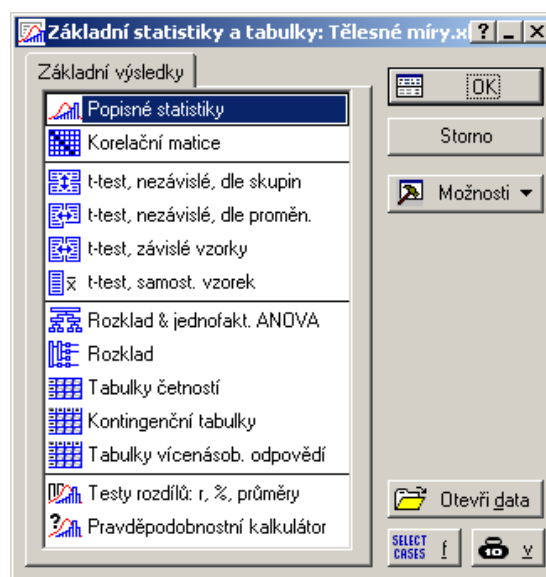 Základní statistiky a tabulky: Tělesné míry.x
Základní výsledky
Popisné statistiky
Korelační matice
t-test, nezávislé, dle skupin
t-test, nezávislé, dle proměn.
t-test, závislé vzorky
t-test, samost. vzorek
Rozklad & jednofakt. ANOVA
Rozklad
Tabulky četností
Kontingenční tabulky
Tabulky vícenásob. odpovědí
Testy rozdílů: r, %, průměry
Pravděpodobnostní kalkulátor
OK
Storno
Možnosti
Otevři data
SELECT CASES f
v